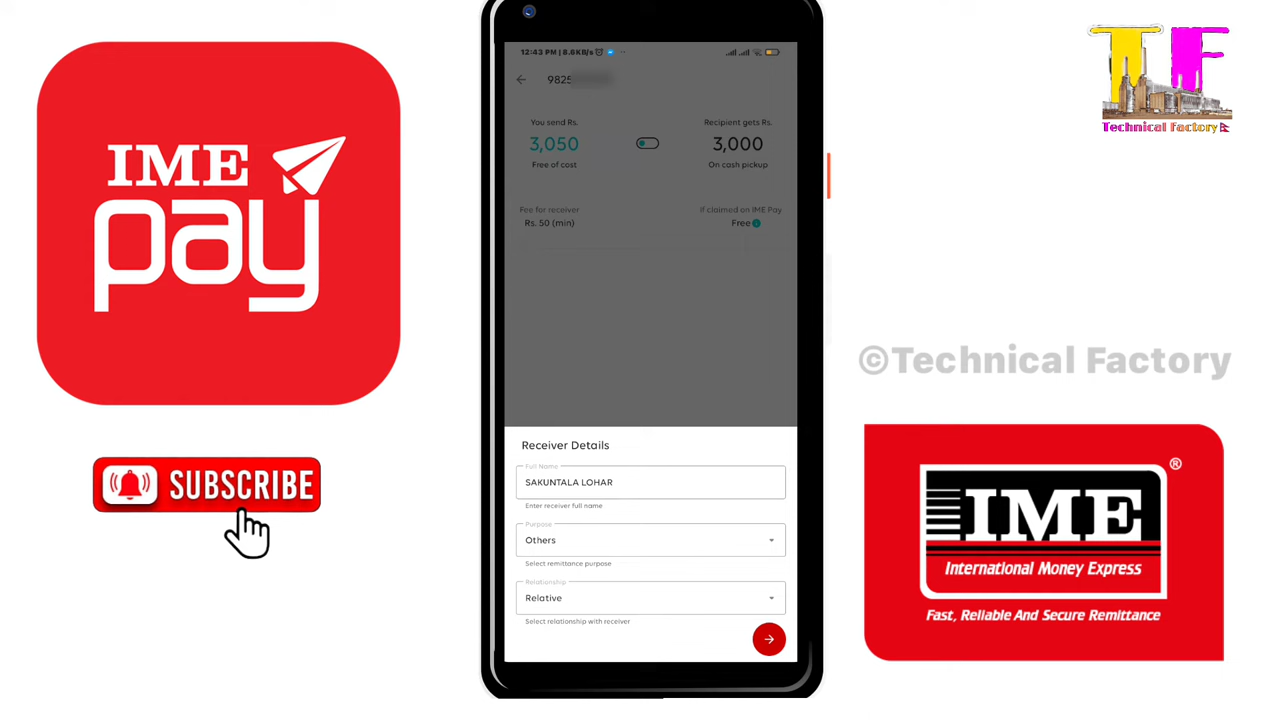 IME
pay
SUBSCRIBE
12:43 PM | 8.6KB/s
9825
You send Rs.
3,050
Free of cost
Recipient gets Rs.
3,000
On cash pickup
Fee for receiver
Rs. 50 (min)
If claimed on IME Pay
Free
Receiver Details
Full Name
SAKUNTALA LOHAR
Enter receiver full name
Purpose
Others
Select remittance purpose
Relationship
Relative
Select relationship with receiver
TF
Technical Factory
©Technical Factory
IME®
International Money Express
Fast, Reliable And Secure Remittance